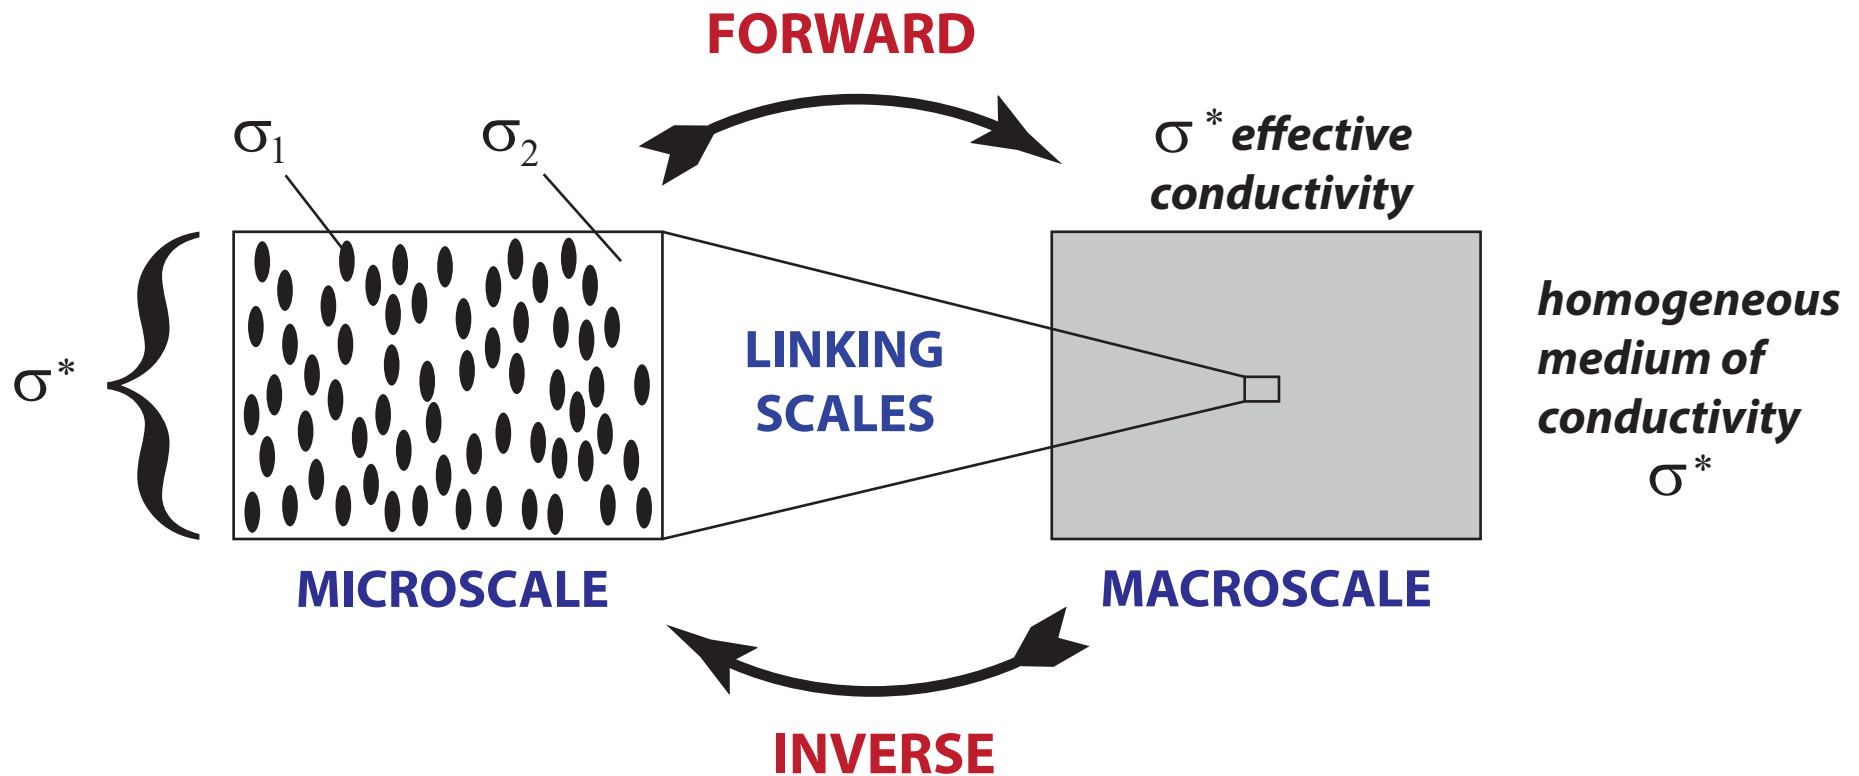 FORWARD
σ1
σ2
σ* effective
conductivity
σ*
LINKING
SCALES
homogeneous
medium of
conductivity
σ*
MICROSCALE
MACROSCALE
INVERSE